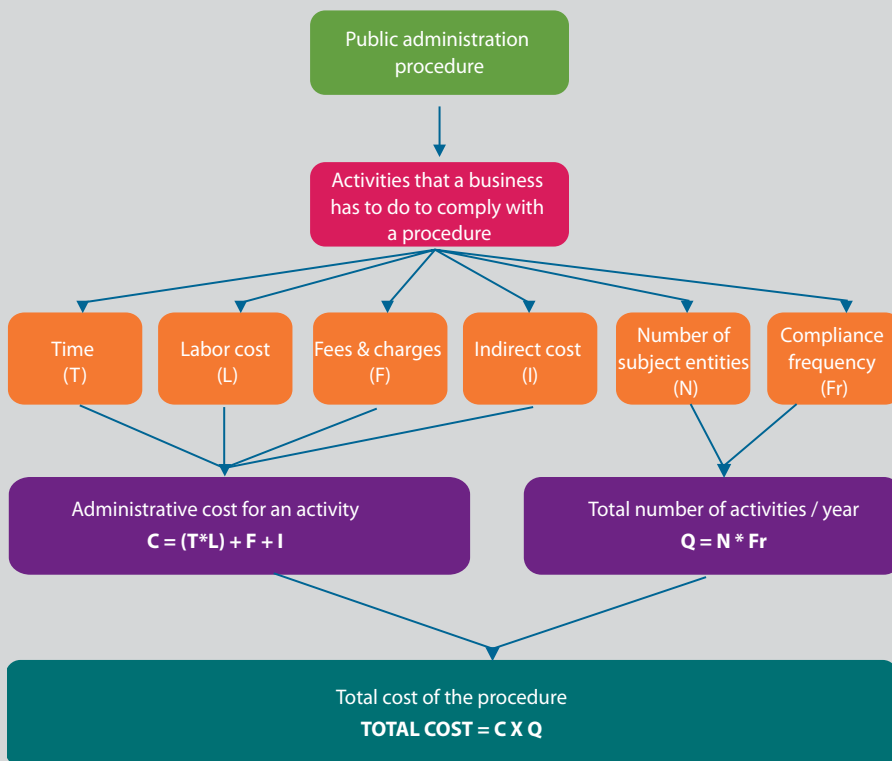 Public administration
procedure
Activities that a business
has to do to comply with
a procedure
Time
(T)
Labor cost
(L)
Fees & charges
(F)
Indirect cost
(I)
Number of
subject entities
(N)
Compliance
frequency
(Fr)
Administrative cost for an activity
C = (T*L) + F + I
Total number of activities / year
Q = N * Fr
Total cost of the procedure
TOTAL COST = C X Q